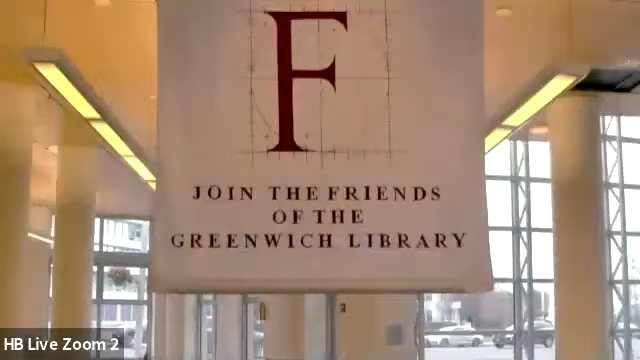 F
JOIN THE FRIENDS
OF THE
GREENWICH LIBRARY
HB Live Zoom 2